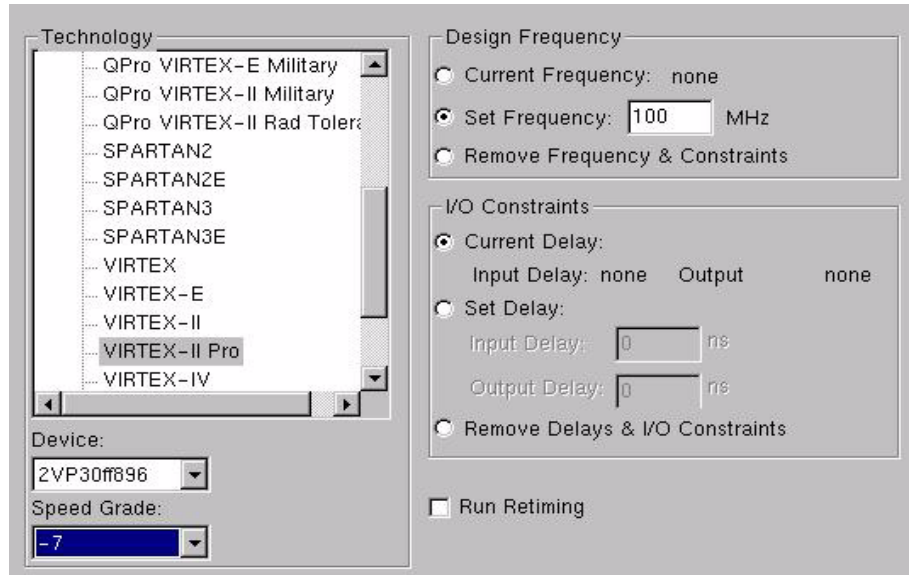 Technology
QPro VIRTEX-E Military
QPro VIRTEX-II Military
QPro VIRTEX-II Rad Tolera
SPARTAN2
SPARTAN2E
SPARTAN3
SPARTAN3E
VIRTEX
VIRTEX-E
VIRTEX-II
VIRTEX-II Pro
VIRTEX-IV
Device:
2VP30ff896
Speed Grade:
-7
Design Frequency
Current Frequency: none
Set Frequency: 100 MHz
Remove Frequency & Constraints
I/O Constraints
Current Delay:
Input Delay: none Output none
Set Delay:
Input Delay: 0 ns
Output Delay: 0 ns
Remove Delays & I/O Constraints
Run Retiming